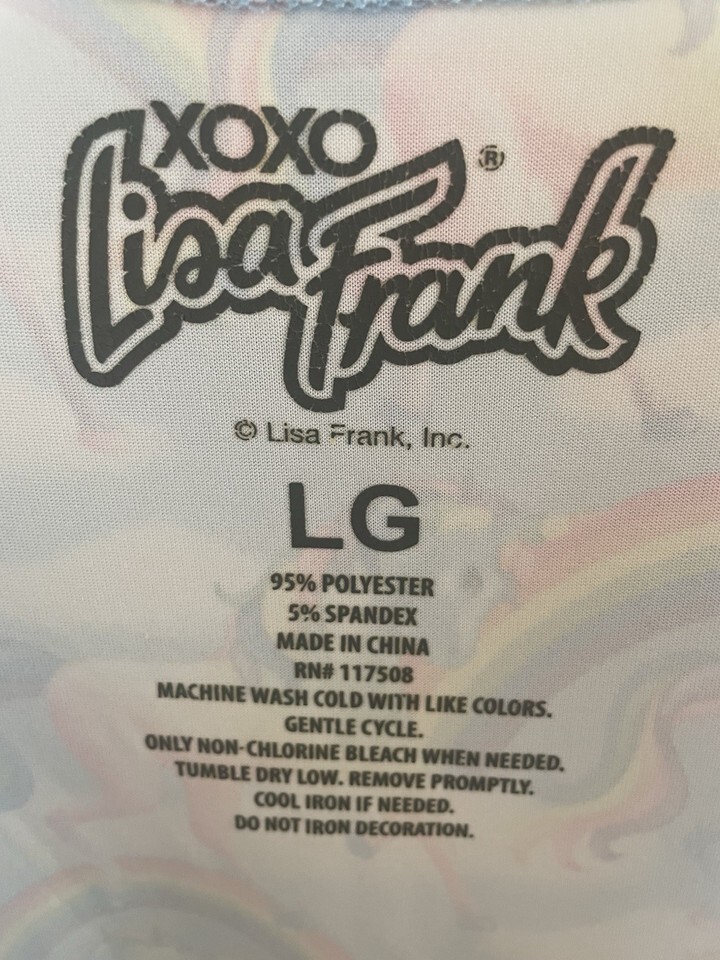 XOXO
Lisa Frank®
© Lisa Frank, Inc.
LG
95% POLYESTER
5% SPANDEX
MADE IN CHINA
RN# 117508
MACHINE WASH COLD WITH LIKE COLORS.
GENTLE CYCLE.
ONLY NON-CHLORINE BLEACH WHEN NEEDED.
TUMBLE DRY LOW. REMOVE PROMPTLY.
COOL IRON IF NEEDED.
DO NOT IRON DECORATION.